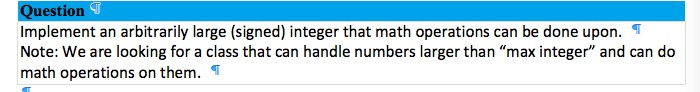 Question ¶
Implement an arbitrarily large (signed) integer that math operations can be done upon. ¶
Note: We are looking for a class that can handle numbers larger than “max integer” and can do
math operations on them. ¶
¶